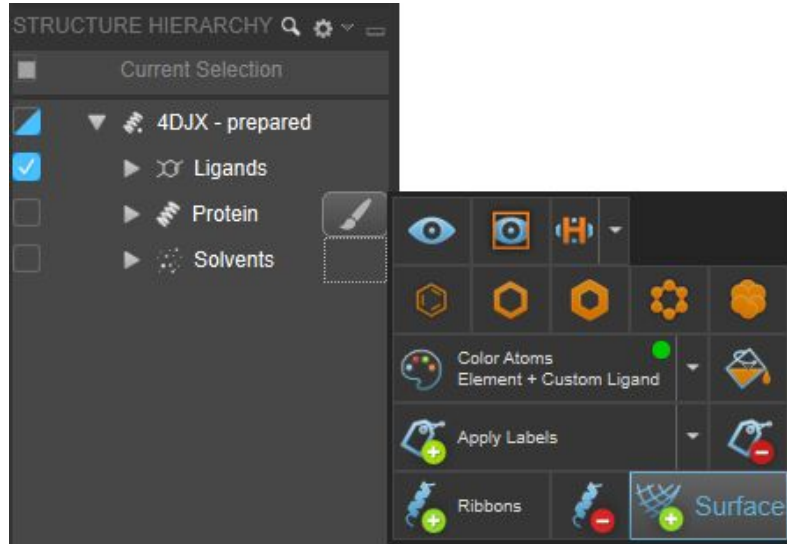 STRUCTURE HIERARCHY
Current Selection
4DJX - prepared
Ligands
Protein
Solvents
Color Atoms
Element + Custom Ligand
Apply Labels
Ribbons
Surface